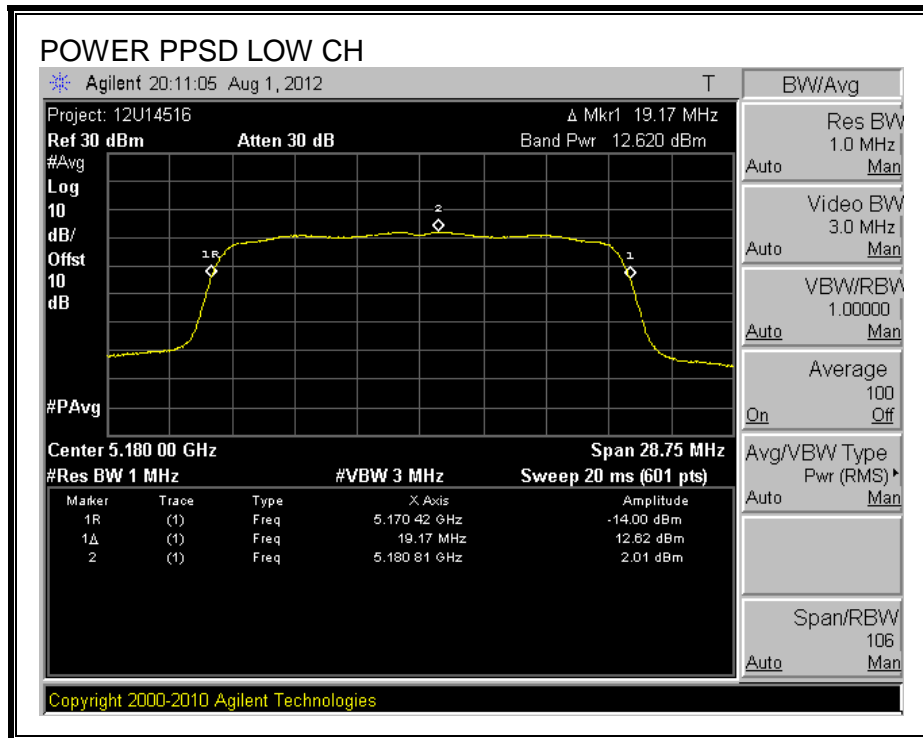 POWER PPSD LOW CH
Agilent 20:11:05 Aug 1, 2012 T
Project: 12U14516 Δ Mkr1 19.17 MHz
Ref 30 dBm Atten 30 dB Band Pwr 12.620 dBm
#Avg
Log
10
dB/
Offst
10
dB
#PAvg
2
1R
1
Center 5.180 00 GHz Span 28.75 MHz
#Res BW 1 MHz #VBW 3 MHz Sweep 20 ms (601 pts)
Marker Trace Type X Axis Amplitude
1R (1) Freq 5.170 42 GHz -14.00 dBm
1Δ (1) Freq 19.17 MHz 12.62 dBm
2 (1) Freq 5.180 81 GHz 2.01 dBm
Copyright 2000-2010 Agilent Technologies
BW/Avg
Res BW
1.0 MHz
Auto Man
Video BW
3.0 MHz
Auto Man
VBW/RBW
1.00000
Auto Man
Average
100
On Off
Avg/VBW Type
Pwr (RMS)
Auto Man
Span/RBW
106
Auto Man